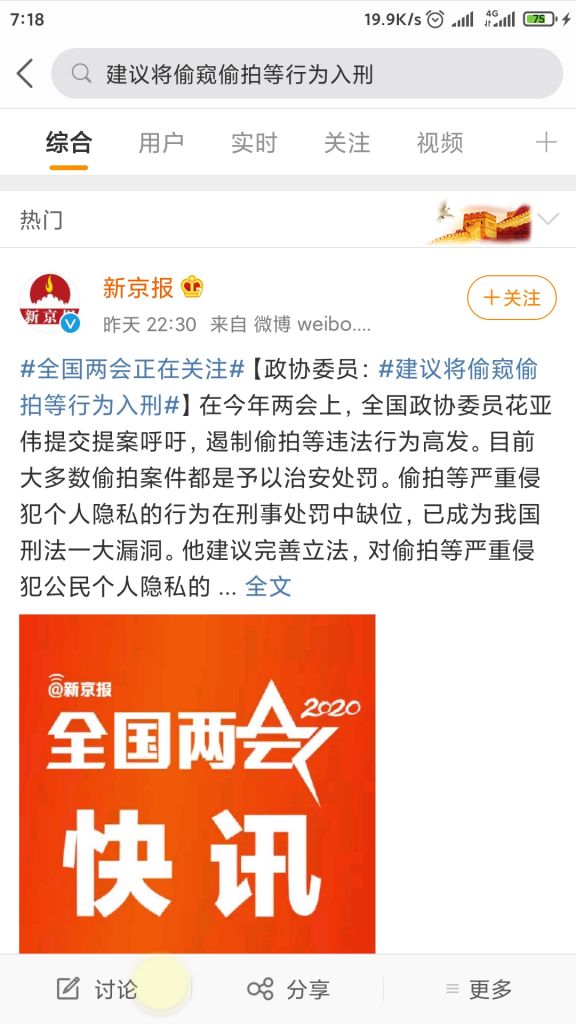 7:18
19.9K/s
4G
75
建议将偷窥偷拍等行为入刑
综合 用户 实时 关注 视频
热门
新京报
关注
昨天 22:30 来自 微博 weibo....
#全国两会正在关注#【政协委员：#建议将偷窥偷
拍等行为入刑#】在今年两会上，全国政协委员花亚
伟提交提案呼吁，遏制偷拍等违法行为高发。目前
大多数偷拍案件都是予以治安处罚。偷拍等严重侵
犯个人隐私的行为在刑事处罚中缺位，已成为我国
刑法一大漏洞。他建议完善立法，对偷拍等严重侵
犯公民个人隐私的 ... 全文
@新京报
2020
全国两会
快讯
讨论 分享 更多